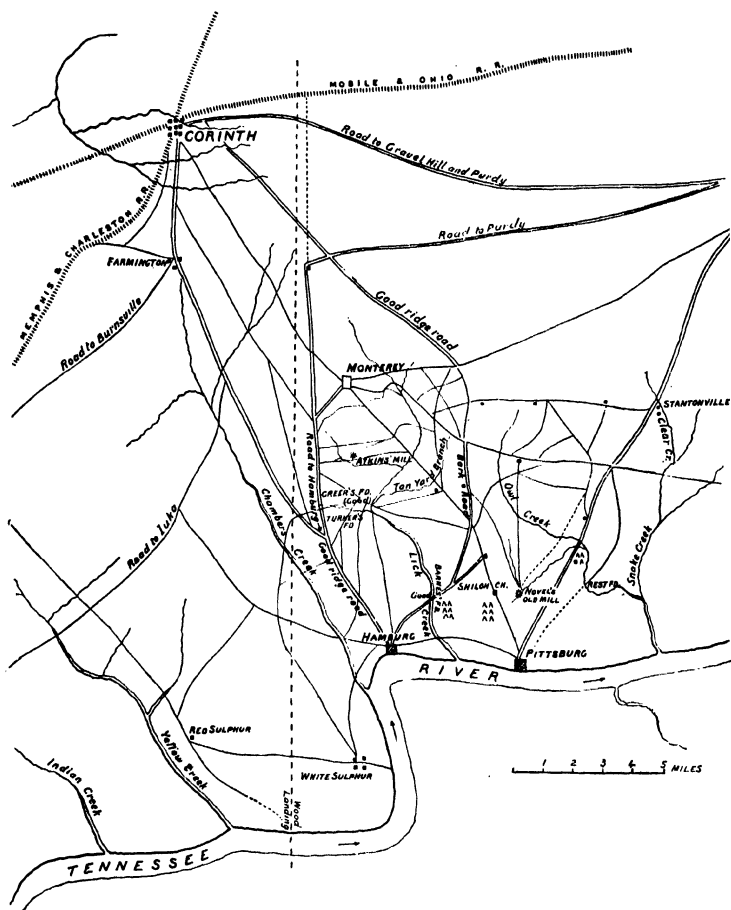 MOBILE & OHIO R.R.
CORINTH
Road to Gravel Hill and Purdy
MEMPHIS & CHARLESTON R.R.
Road to Purdy
FARMINGTON
Good ridge road
Road to Burnsville
MONTEREY
STANTONVILLE
Clear Cr.
ATKINS' MILL
Road to Hamburg
Tan Yard Branch
Bark Road
GREER'S FD.
(Good)
Owl Creek
TURNER'S
FD
Chambers Creek
Road to Iuka
Good ridge road
Lick Creek
BARNES FD.
Good
SHILOH CH.
NOVEL'S
OLD MILL
REST FD.
Snake Creek
HAMBURG
PITTSBURG
RIVER
RED SULPHUR
Yellow Creek
WHITE SULPHUR
1 2 3 4 5 MILES
Indian Creek
Wood
Landing
TENNESSEE